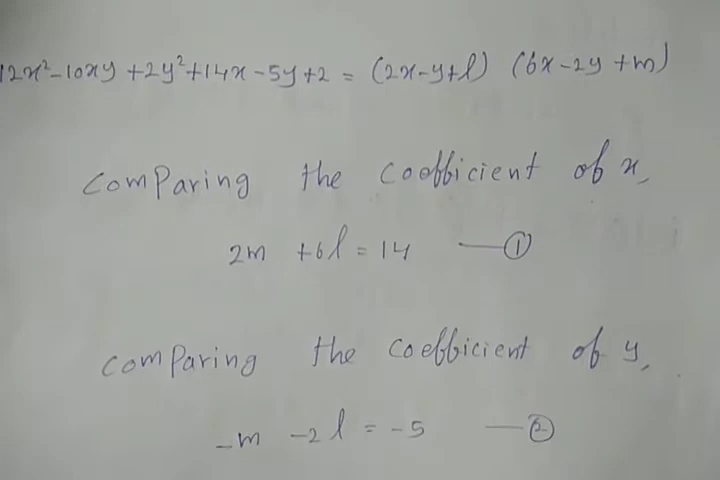 12x²-10xy+2y²+14x-5y+2 = (2x-y+l) (6x-2y+m)
comparing the coefficient of x,
2m +6l = 14 —①
comparing the coefficient of y,
-m -2l = -5 —②